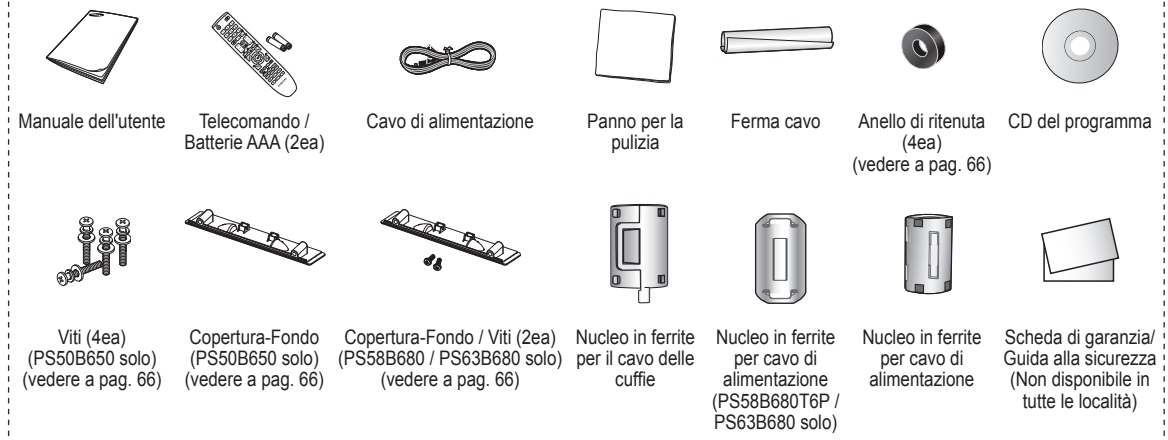 Manuale dell'utente
Telecomando /
Batterie AAA (2ea)
Cavo di alimentazione
Panno per la
pulizia
Ferma cavo
Anello di ritenuta
(4ea)
(vedere a pag. 66)
CD del programma
Viti (4ea)
(PS50B650 solo)
(vedere a pag. 66)
Copertura-Fondo
(PS50B650 solo)
(vedere a pag. 66)
Copertura-Fondo / Viti (2ea)
(PS58B680 / PS63B680 solo)
(vedere a pag. 66)
Nucleo in ferrite
per il cavo delle
cuffie
Nucleo in ferrite
per cavo di
alimentazione
(PS58B680T6P /
PS63B680 solo)
Nucleo in ferrite
per cavo di
alimentazione
Scheda di garanzia/
Guida alla sicurezza
(Non disponibile in
tutte le località)